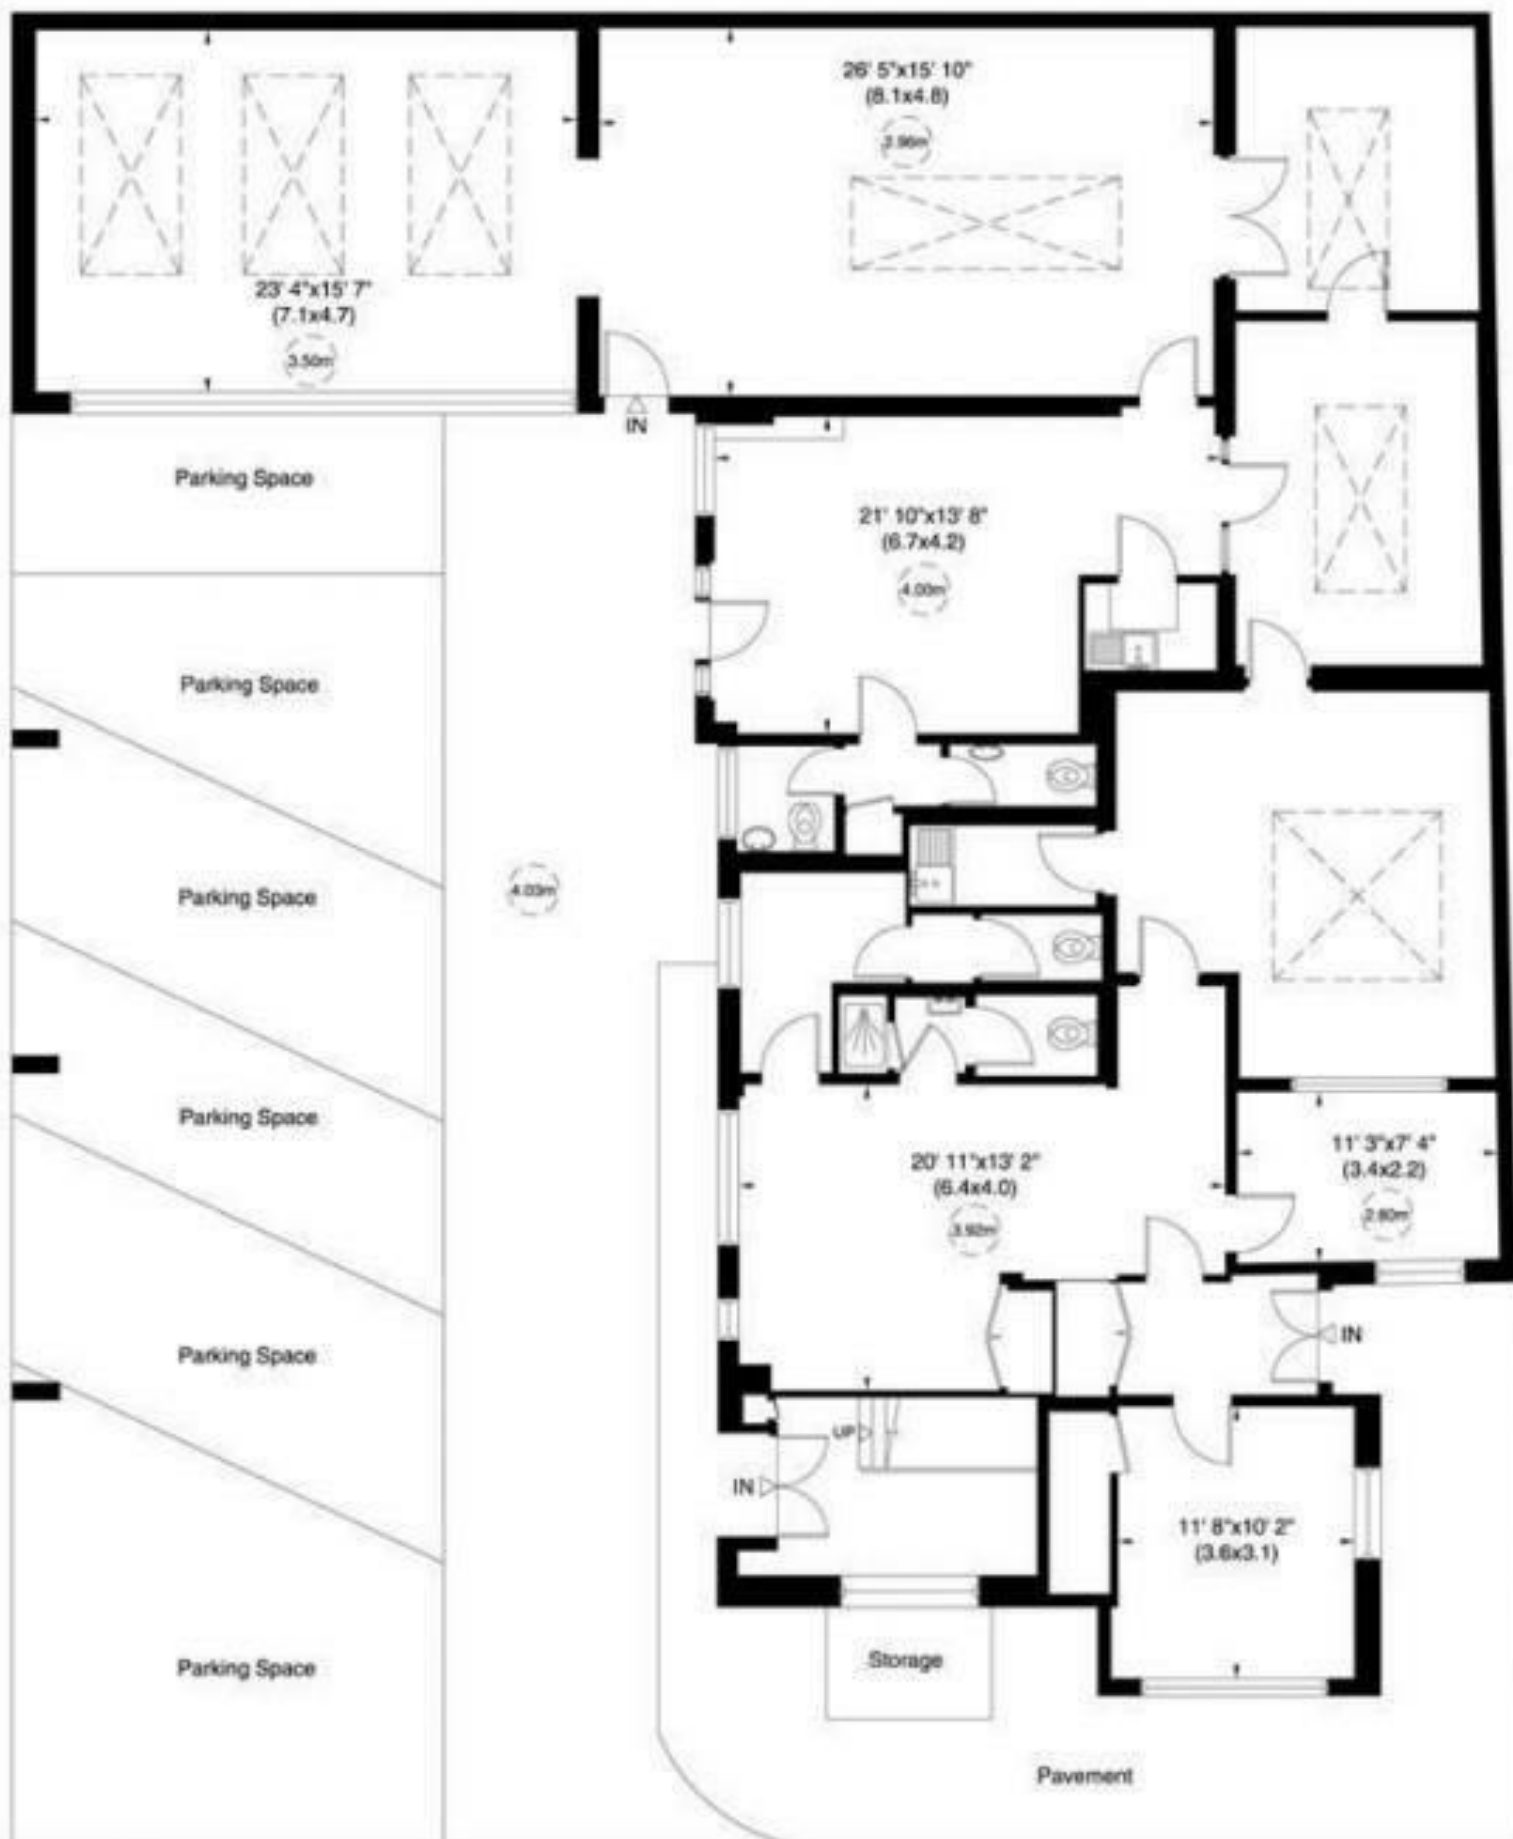 26' 5"x15' 10"
(8.1x4.8)
3.96m
23' 4"x15' 7"
(7.1x4.7)
3.50m
IN
Parking Space
21' 10"x13' 8"
(6.7x4.2)
4.00m
Parking Space
Parking Space
4.03m
Parking Space
20' 11"x13' 2"
(6.4x4.0)
3.92m
11' 3"x7' 4"
(3.4x2.2)
2.60m
Parking Space
IN
UP
IN
11' 8"x10' 2"
(3.6x3.1)
Parking Space
Storage
Pavement